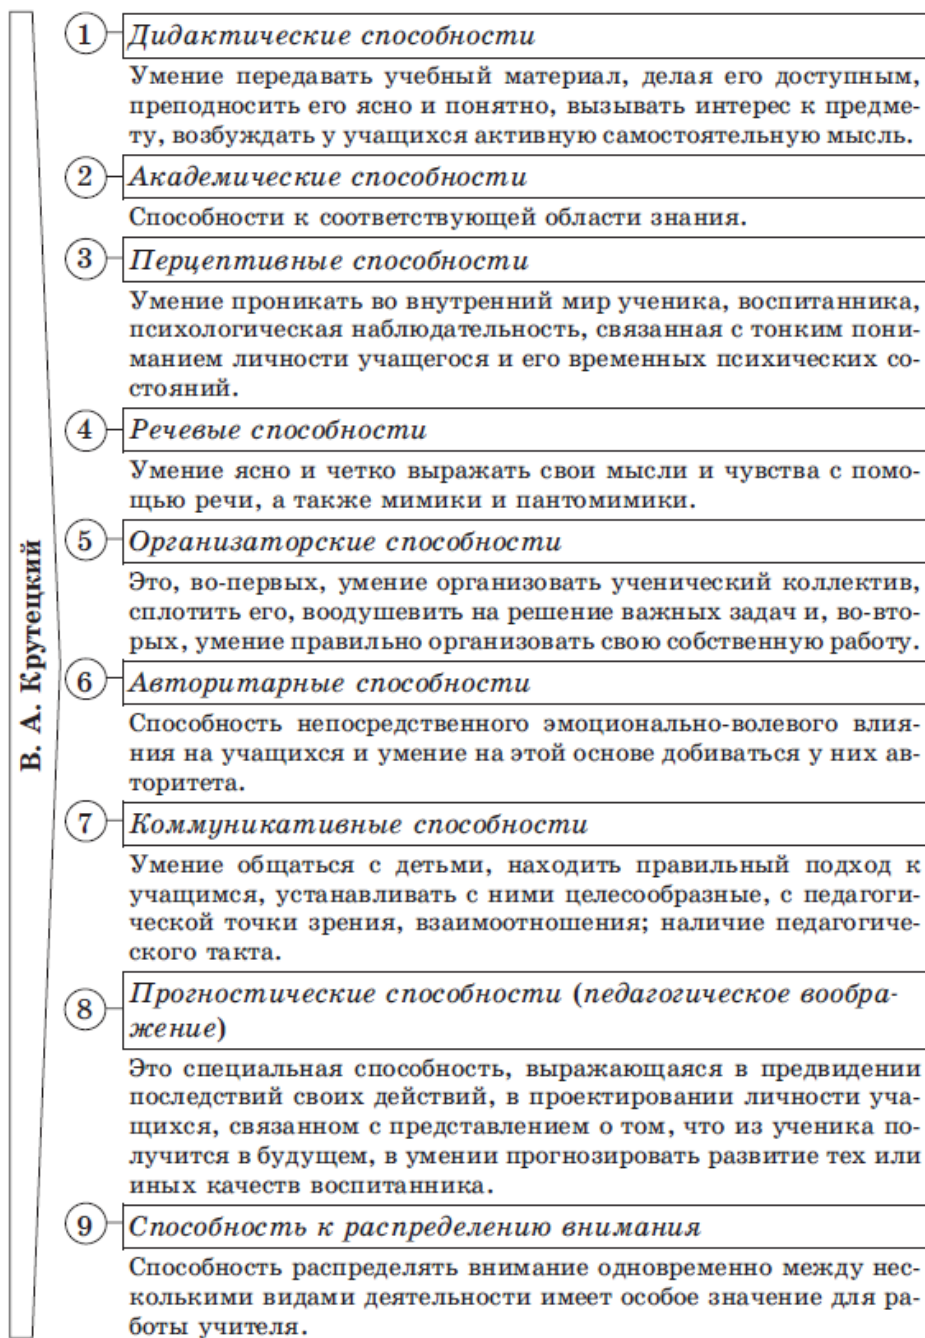 В. А. Крутецкий
1 Дидактические способности
Умение передавать учебный материал, делая его доступным,
преподносить его ясно и понятно, вызывать интерес к предме-
ту, возбуждать у учащихся активную самостоятельную мысль.
2 Академические способности
Способности к соответствующей области знания.
3 Перцептивные способности
Умение проникать во внутренний мир ученика, воспитанника,
психологическая наблюдательность, связанная с тонким пони-
манием личности учащегося и его временных психических со-
стояний.
4 Речевые способности
Умение ясно и четко выражать свои мысли и чувства с помо-
щью речи, а также мимики и пантомимики.
5 Организаторские способности
Это, во-первых, умение организовать ученический коллектив,
сплотить его, воодушевить на решение важных задач и, во-вто-
рых, умение правильно организовать свою собственную работу.
6 Авторитарные способности
Способность непосредственного эмоционально-волевого влия-
ния на учащихся и умение на этой основе добиваться у них ав-
торитета.
7 Коммуникативные способности
Умение общаться с детьми, находить правильный подход к
учащимся, устанавливать с ними целесообразные, с педагоги-
ческой точки зрения, взаимоотношения; наличие педагогиче-
ского такта.
8 Прогностические способности (педагогическое вообра-
жение)
Это специальная способность, выражающаяся в предвидении
последствий своих действий, в проектировании личности уча-
щихся, связанном с представлением о том, что из ученика по-
лучится в будущем, в умении прогнозировать развитие тех или
иных качеств воспитанника.
9 Способность к распределению внимания
Способность распределять внимание одновременно между нес-
колькими видами деятельности имеет особое значение для ра-
боты учителя.